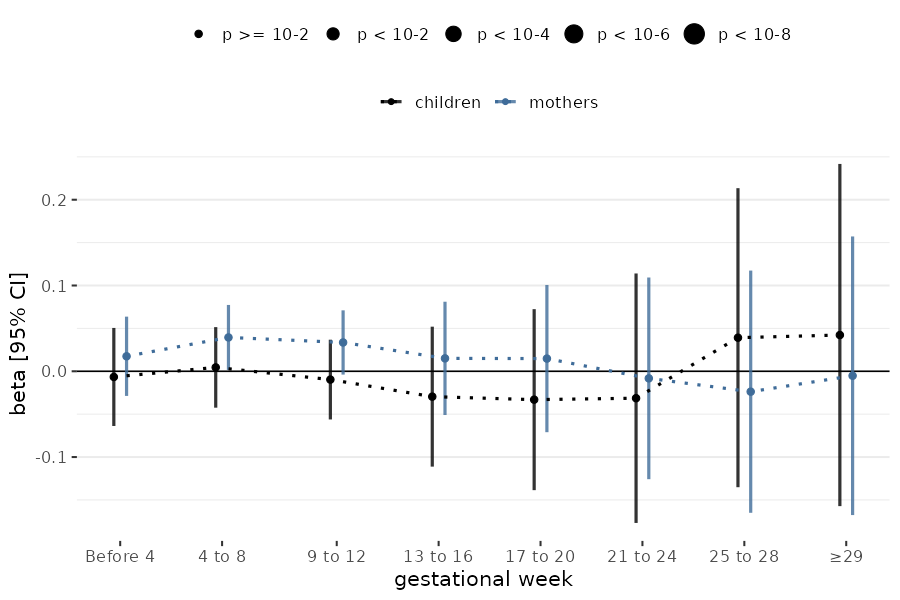 p >= 10-2 p < 10-2 p < 10-4 p < 10-6 p < 10-8
children mothers
0.2
0.1
0.0
-0.1
beta [95% CI]
Before 4 4 to 8 9 to 12 13 to 16 17 to 20 21 to 24 25 to 28 ≥29
gestational week